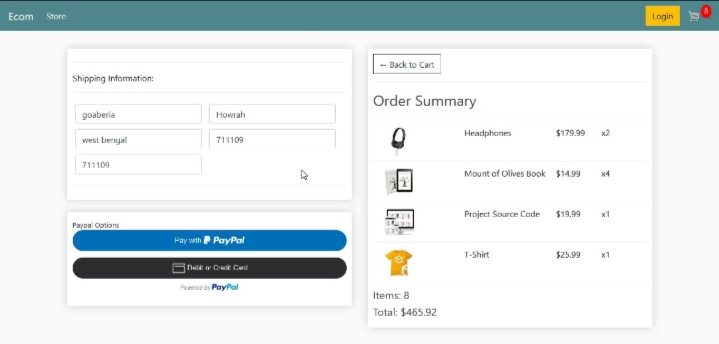 Ecom Store Login 8
Shipping Information:
goaberia Howrah
west bengal 711109
711109
Paypal Options
Pay with PayPal
Debit or Credit Card
Powered by PayPal
← Back to Cart
Order Summary
Headphones $179.99 x2
Mount of Olives Book $14.99 x4
Project Source Code $19.99 x1
T-Shirt $25.99 x1
Items: 8
Total: $465.92